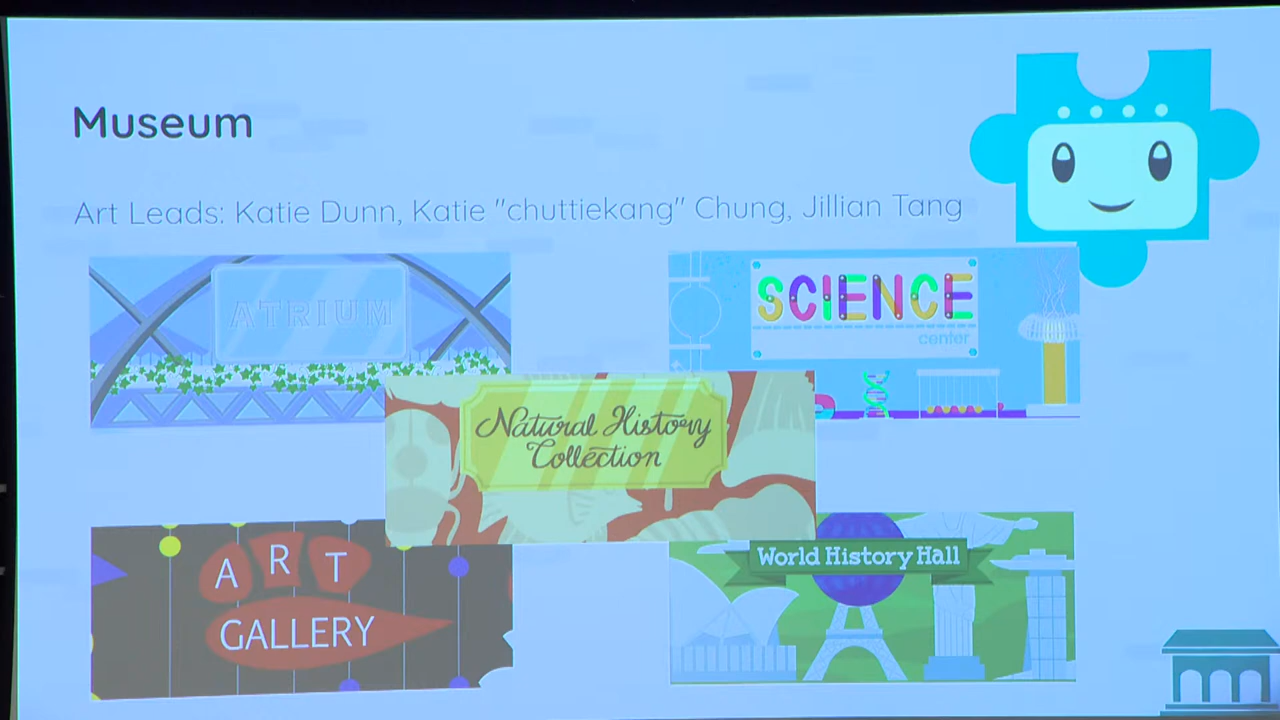 Museum
Art Leads: Katie Dunn, Katie "chuttiekang" Chung, Jillian Tang
ATRIUM
SCIENCE
center
Natural History
Collection
ART
GALLERY
World History Hall